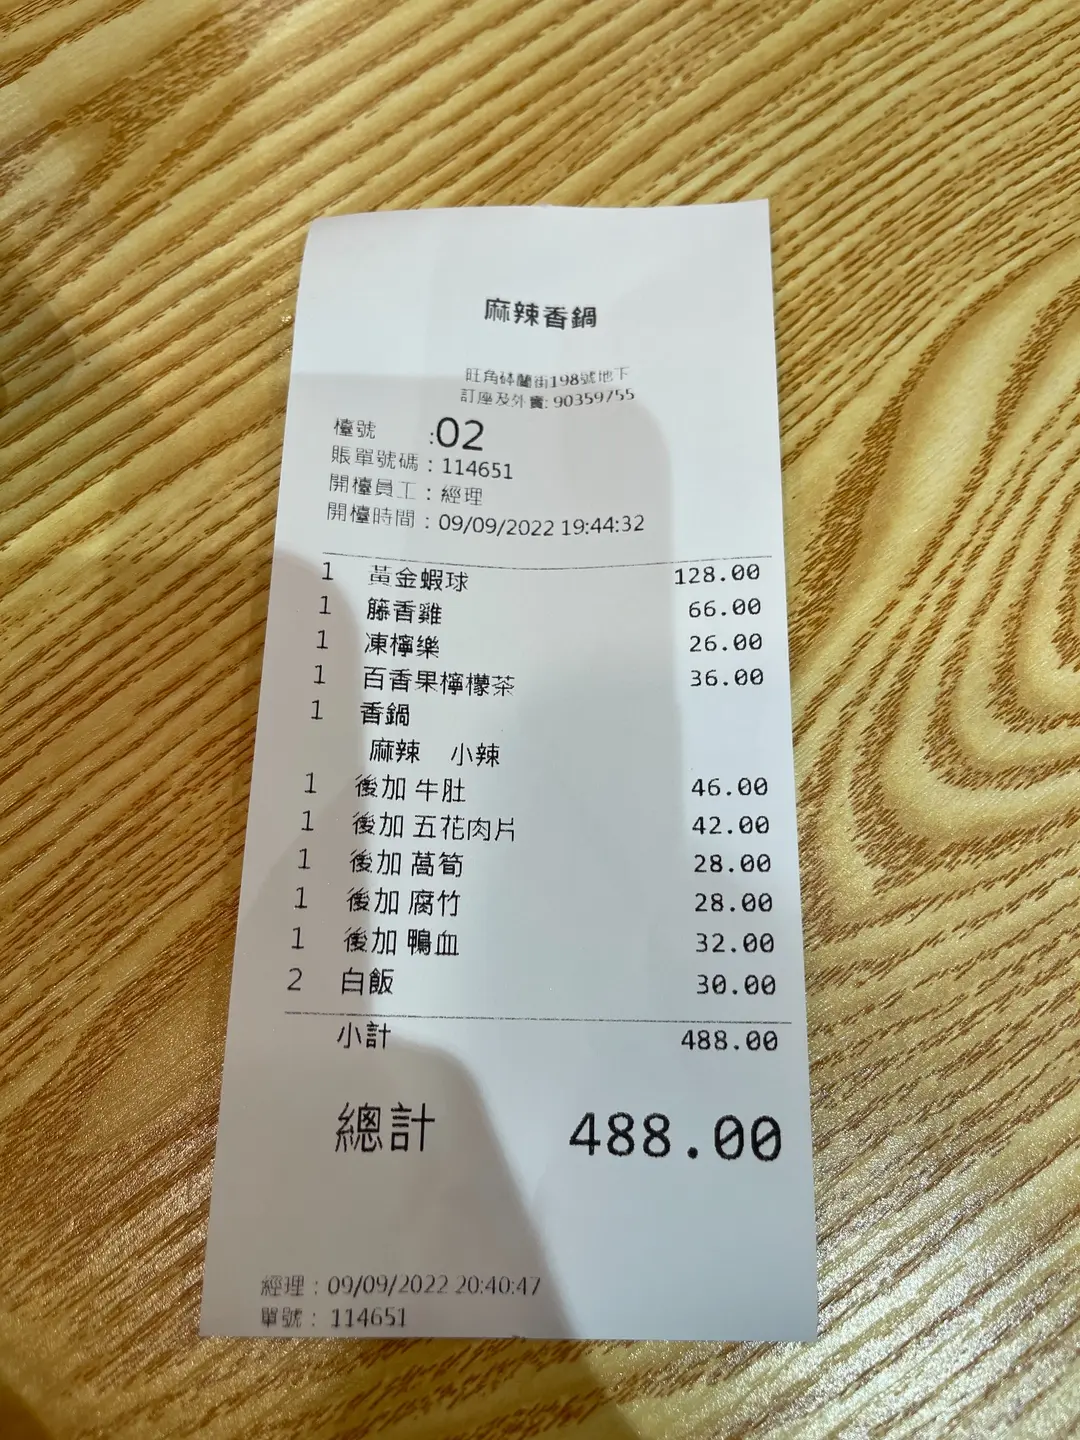 麻辣香鍋
旺角砵蘭街198號地下
訂座及外賣: 90359755
檯號 :02
賬單號碼 : 114651
開檯員工 : 經理
開檯時間 : 09/09/2022 19:44:32
1 黃金蝦球 128.00
1 籐香雞 66.00
1 凍檸樂 26.00
1 百香果檸檬茶 36.00
1 香鍋
麻辣 小辣
1 後加 牛肚 46.00
1 後加 五花肉片 42.00
1 後加 萵筍 28.00
1 後加 腐竹 28.00
1 後加 鴨血 32.00
2 白飯 30.00
小計 488.00
總計 488.00
經理 : 09/09/2022 20:40:47
單號 : 114651